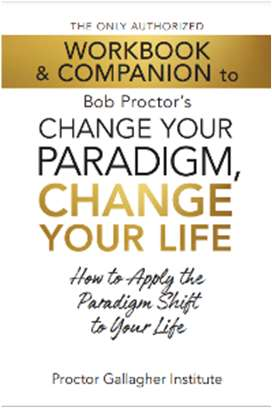 THE ONLY AUTHORIZED
WORKBOOK
& COMPANION to
Bob Proctor's
CHANGE YOUR
PARADIGM,
CHANGE
YOUR LIFE
How to Apply the
Paradigm Shift
to Your Life
Proctor Gallagher Institute